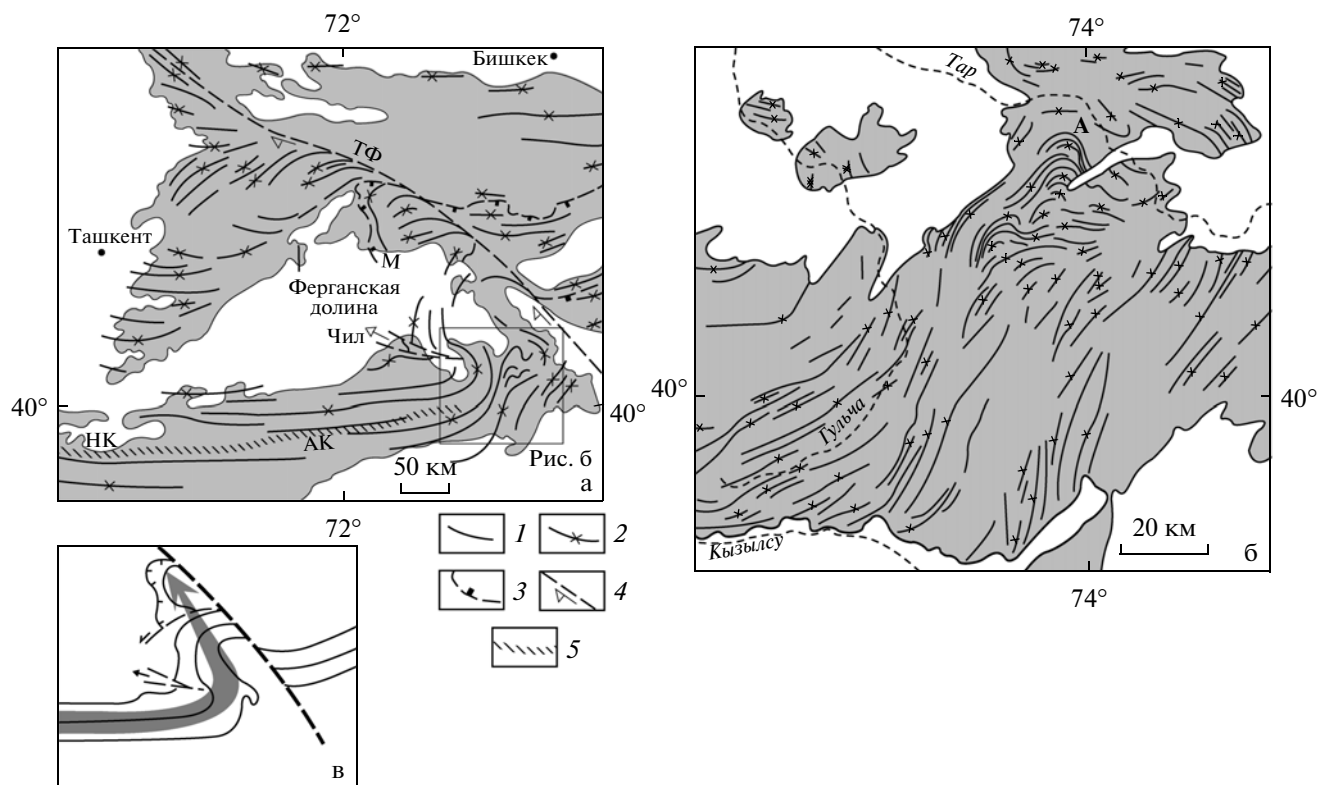 72°
Бишкек
ТФ
Ташкент
М
Ферганская
долина
Чил
40°
40°
НК
АК
Рис. б
50 км
а
72°
74°
Тар
А
40°
40°
Гульча
20 км
Кызылсу
б
74°
1
2
3
4
5
в